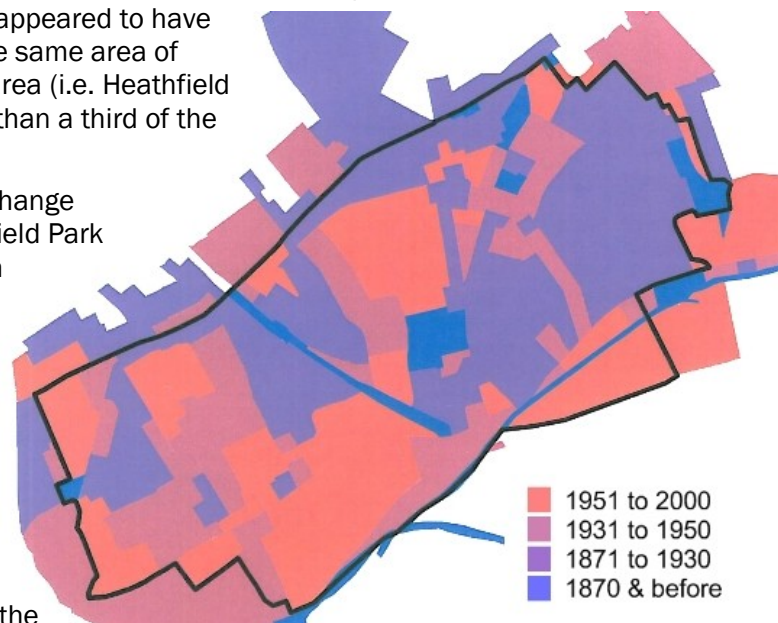 appeared to have
e same area of
rea (i.e. Heathfield
than a third of the
hange
ield Park
the
1951 to 2000
1931 to 1950
1871 to 1930
1870 & before